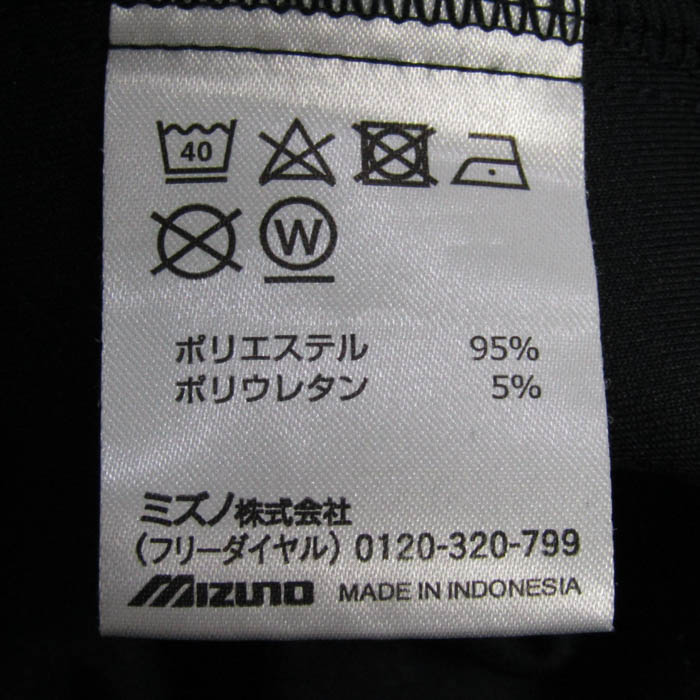 40
W
ポリエステル 95%
ポリウレタン 5%
ミズノ株式会社
(フリーダイヤル) 0120-320-799
MIZUNO MADE IN INDONESIA